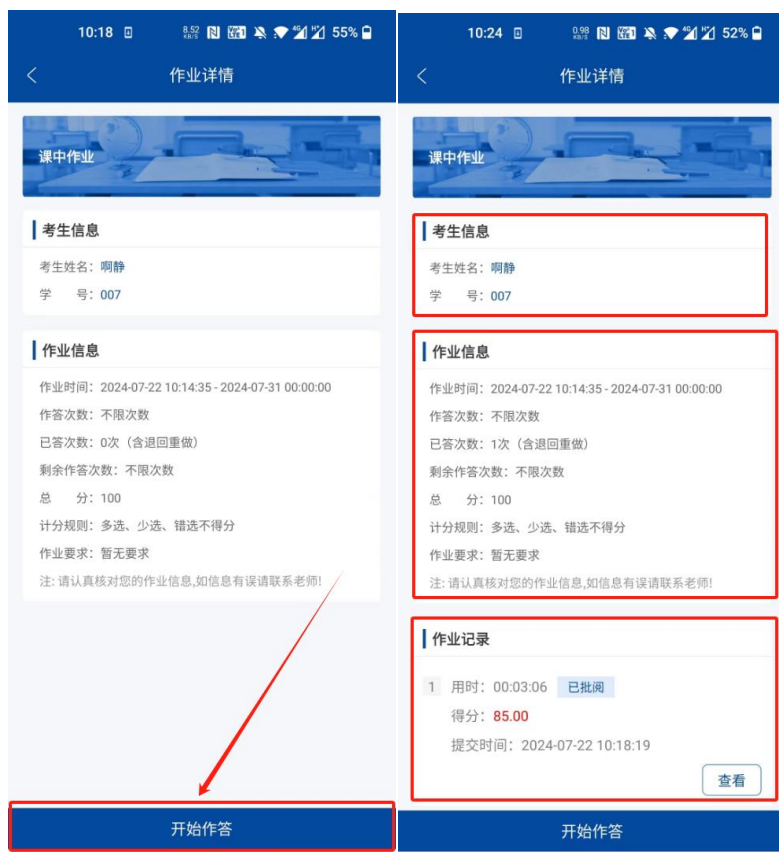 10:18 8.52 KB/S 4G 55%
作业详情
课中作业
考生信息
考生姓名：啊静
学 号：007
作业信息
作业时间：2024-07-22 10:14:35 - 2024-07-31 00:00:00
作答次数：不限次数
已答次数：0次（含退回重做）
剩余作答次数：不限次数
总 分：100
计分规则：多选、少选、错选不得分
作业要求：暂无要求
注: 请认真核对您的作业信息,如信息有误请联系老师!
开始作答
10:24 0.98 KB/S 4G 52%
作业详情
课中作业
考生信息
考生姓名：啊静
学 号：007
作业信息
作业时间：2024-07-22 10:14:35 - 2024-07-31 00:00:00
作答次数：不限次数
已答次数：1次（含退回重做）
剩余作答次数：不限次数
总 分：100
计分规则：多选、少选、错选不得分
作业要求：暂无要求
注: 请认真核对您的作业信息,如信息有误请联系老师!
作业记录
1 用时：00:03:06 已批阅
得分：85.00
提交时间：2024-07-22 10:18:19
查看
开始作答